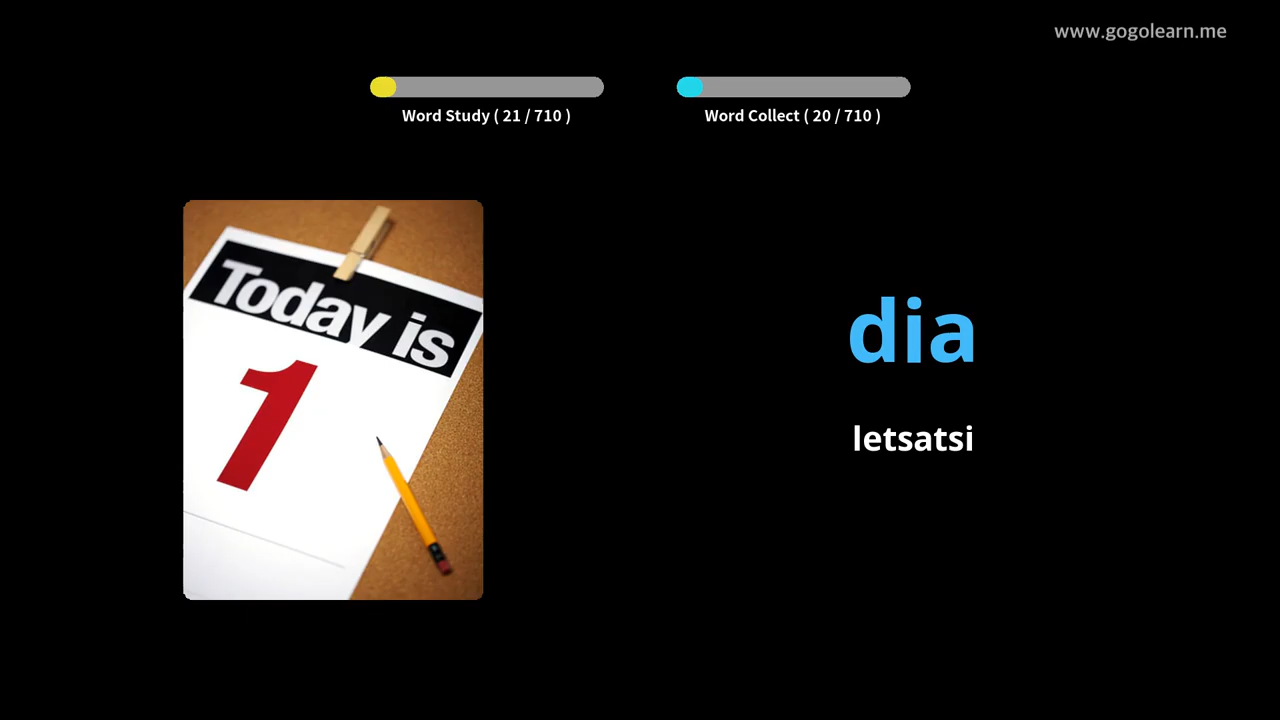 www.gogolearn.me
Word Study ( 21 / 710 )
Word Collect ( 20 / 710 )
Today is
1
dia
letsatsi